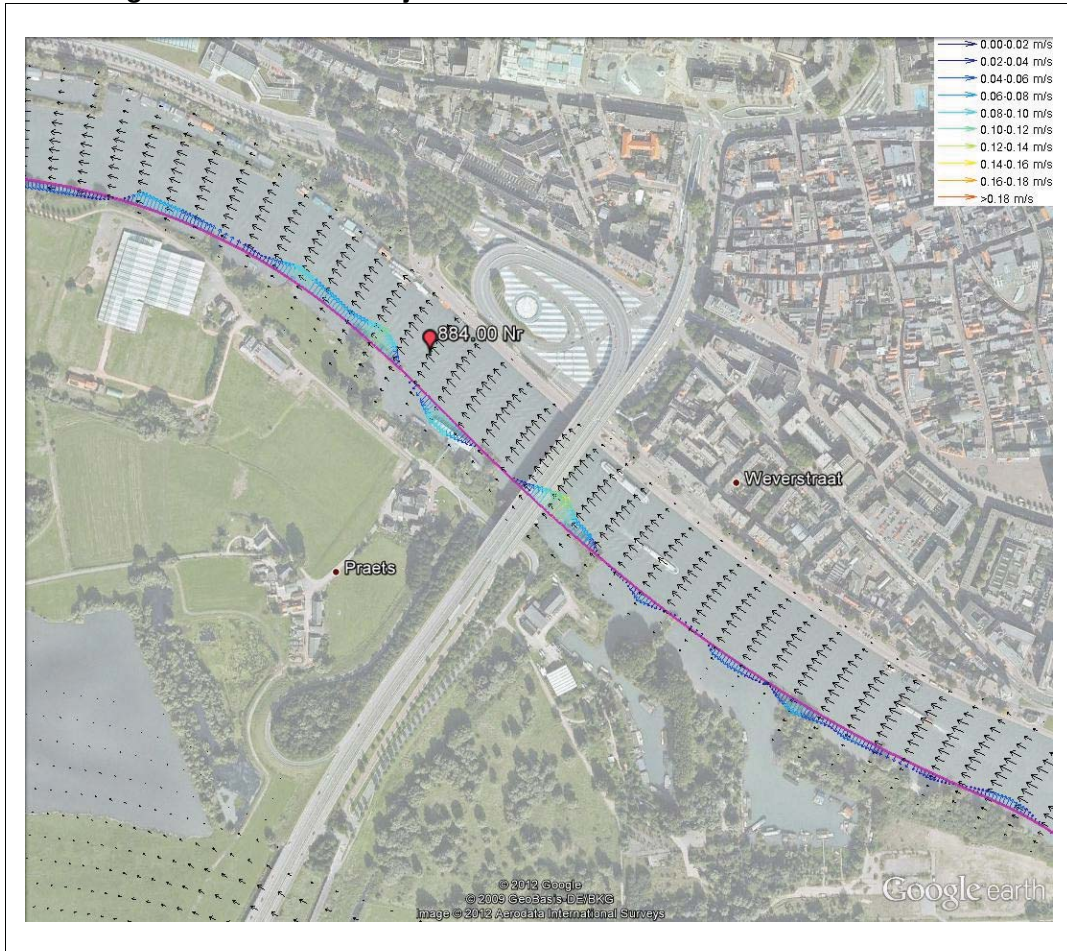 0.00-0.02 m/s
0.02-0.04 m/s
0.04-0.06 m/s
0.06-0.08 m/s
0.08-0.10 m/s
0.10-0.12 m/s
0.12-0.14 m/s
0.14-0.16 m/s
0.16-0.18 m/s
>0.18 m/s
884.00 Nr
Weverstraat
Praets
© 2012 Google
© 2009 GeoBasis-DE/BKG
Image © 2012 Aerodata International Surveys
Google earth